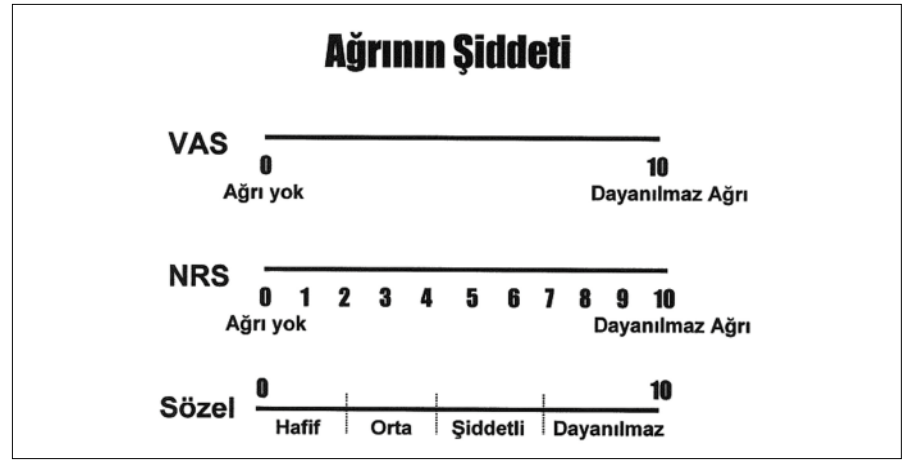 Ağrının Şiddeti
VAS
0 10
Ağrı yok Dayanılmaz Ağrı
NRS
0 1 2 3 4 5 6 7 8 9 10
Ağrı yok Dayanılmaz Ağrı
0 10
Sözel
Hafif Orta Şiddetli Dayanılmaz